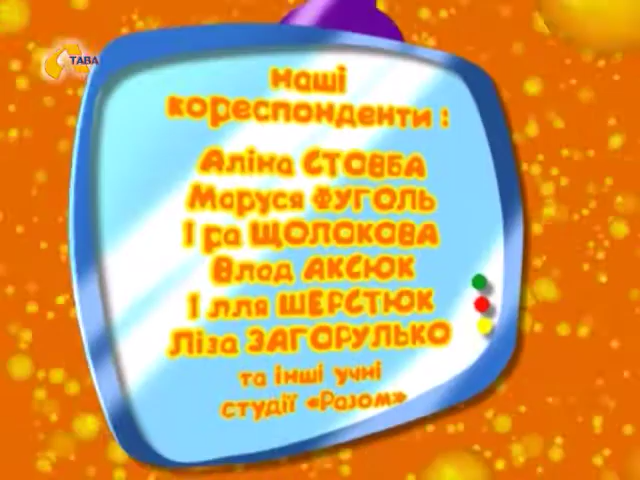 ТАВА
наші
кореспонденти :
Аліна СТОВБА
Маруся ФУГОЛЬ
Іра ЩОЛОКОВА
Влад АКСЮК
Ілля ШЕРСТЮК
Ліза ЗАГОРУЛЬКО
та інші учні
студії «Разом»